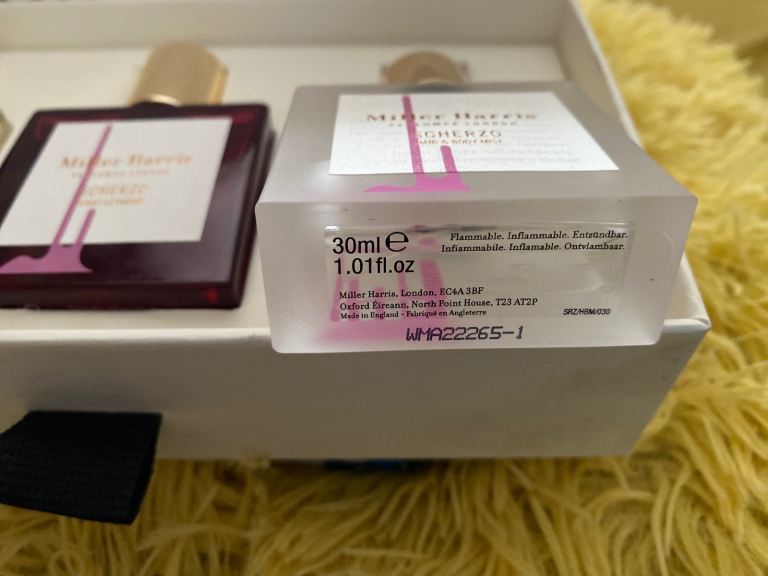 Miller Harris
PERFUMER LONDON
SCHERZO
Miller Harris
PERFUMER LONDON
SCHERZO
HAIR & BODY MIST
30ml ℮ Flammable. Inflammable. Entzündbar.
1.01fl.oz Infiammabile. Inflamable. Ontvlambaar.
Miller Harris, London, EC4A 3BF
Oxford Éireann, North Point House, T23 AT2P
Made in England - Fabriqué en Angleterre SRZ/HBM/030
WMA22265-1